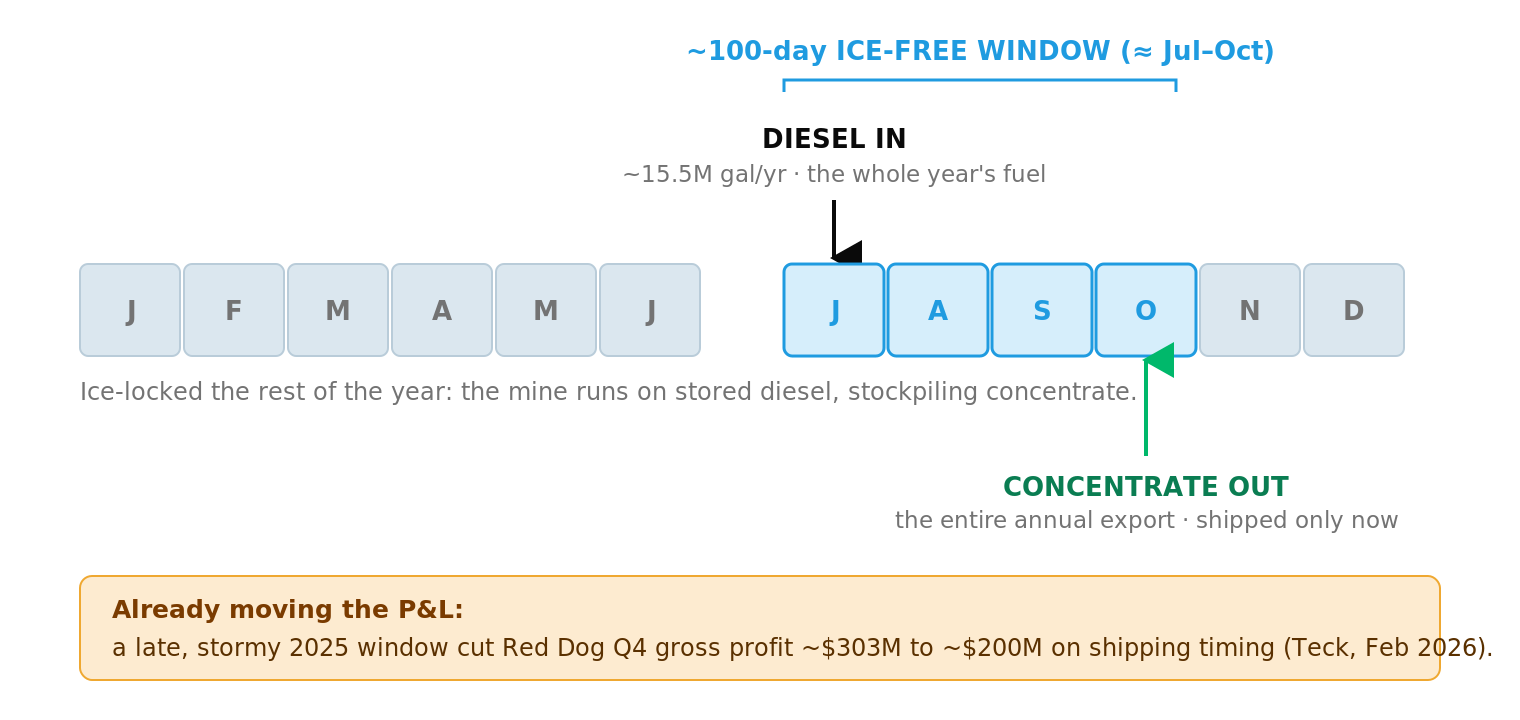 ~100-day ICE-FREE WINDOW (≈ Jul–Oct)
DIESEL IN
~15.5M gal/yr · the whole year's fuel
J F M A M J J A S O N D
Ice-locked the rest of the year: the mine runs on stored diesel, stockpiling concentrate.
CONCENTRATE OUT
the entire annual export · shipped only now
Already moving the P&L:
a late, stormy 2025 window cut Red Dog Q4 gross profit ~$303M to ~$200M on shipping timing (Teck, Feb 2026).